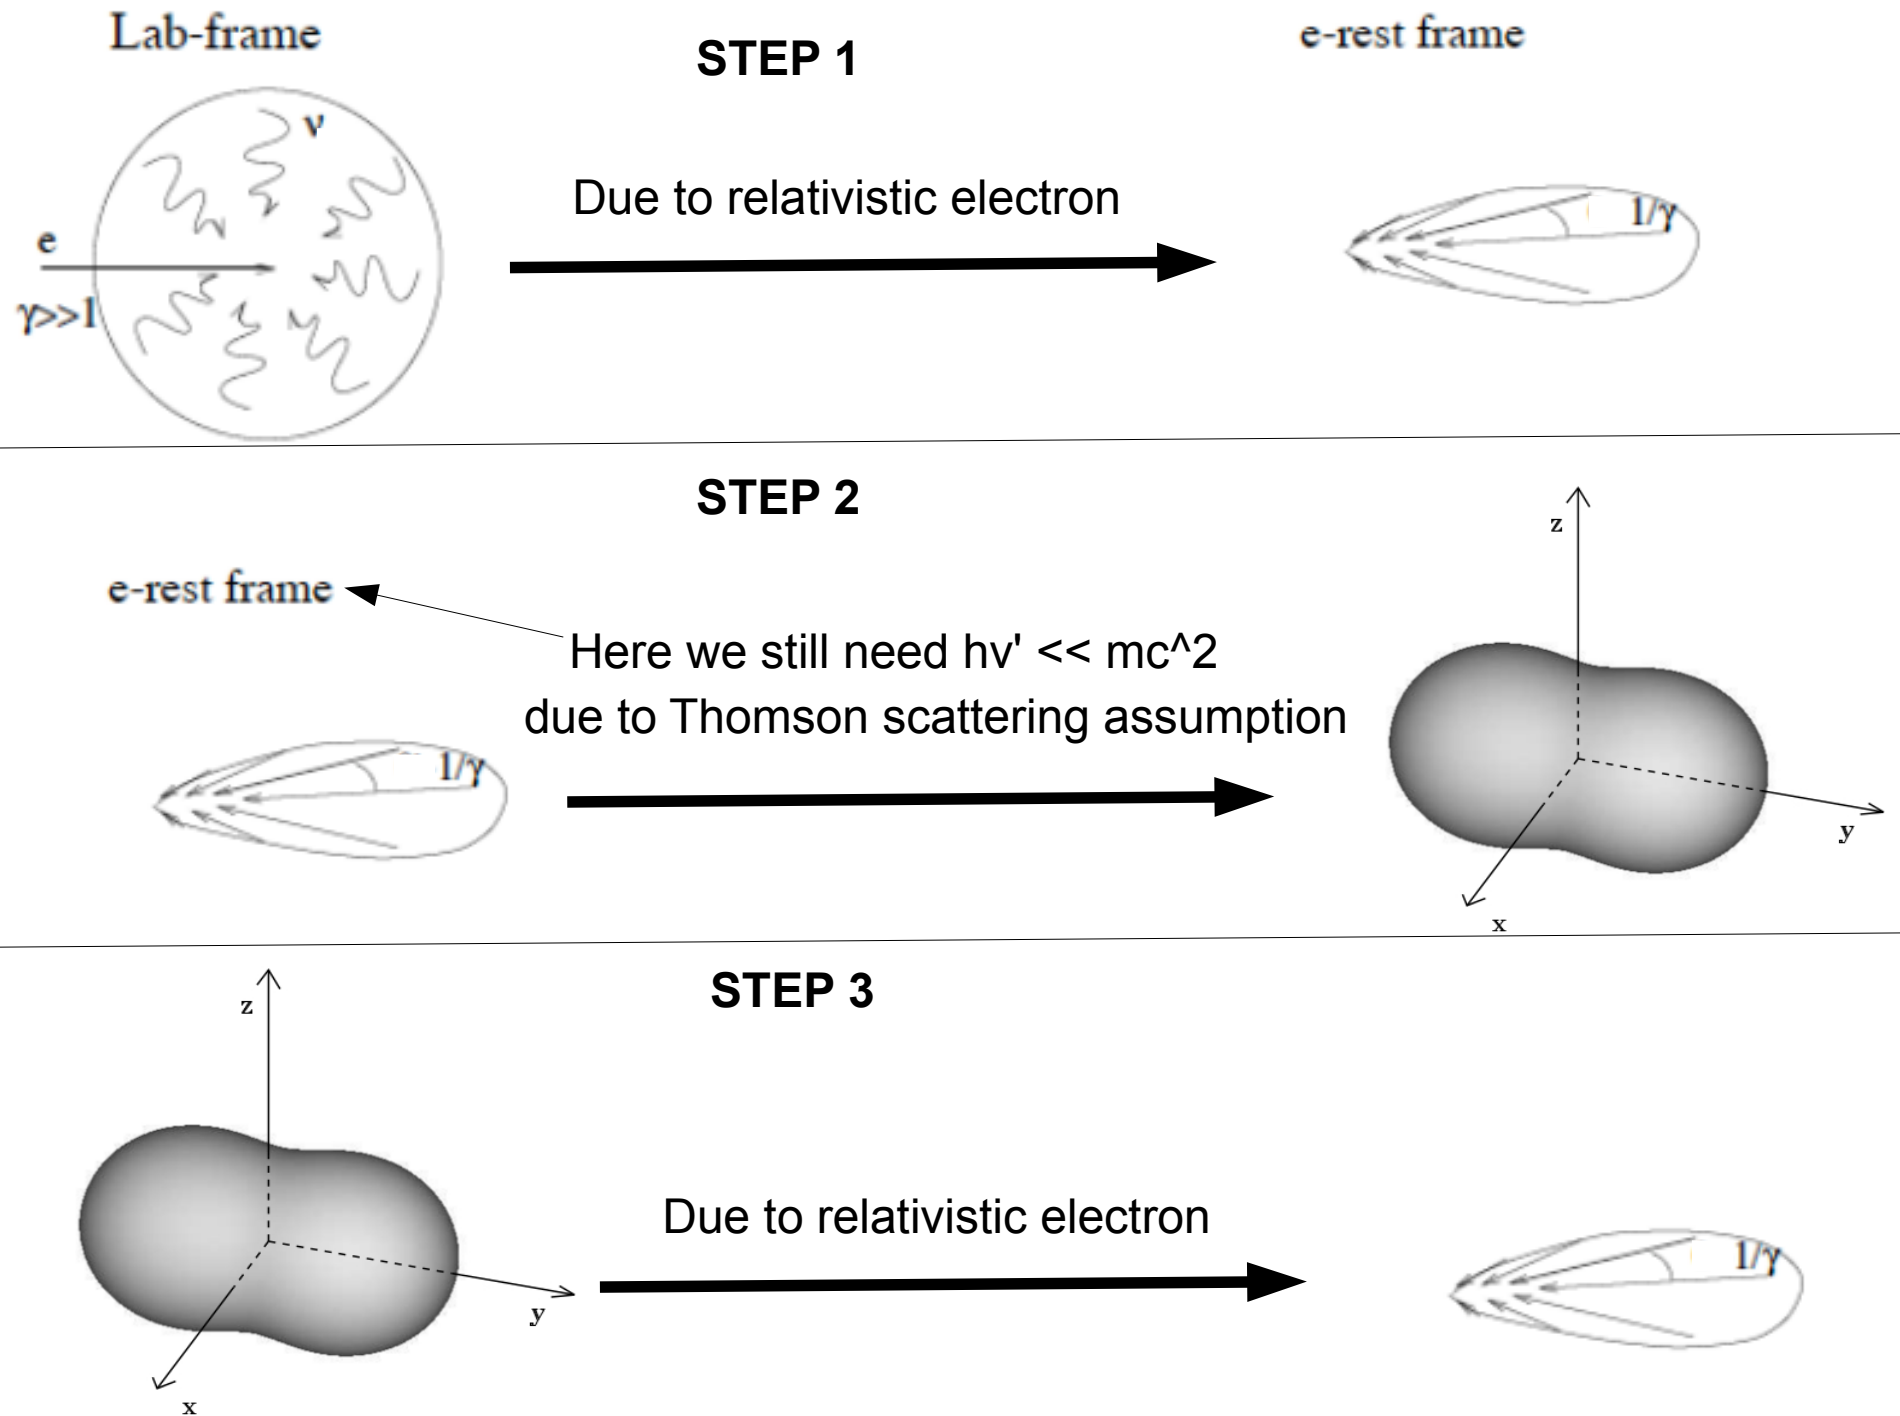 Lab-frame
STEP 1
e-rest frame
ν
Due to relativistic electron
1/γ
e
γ>>1
STEP 2
z
e-rest frame
Here we still need hv' << mc^2
due to Thomson scattering assumption
1/γ
y
x
STEP 3
z
Due to relativistic electron
1/γ
y
x